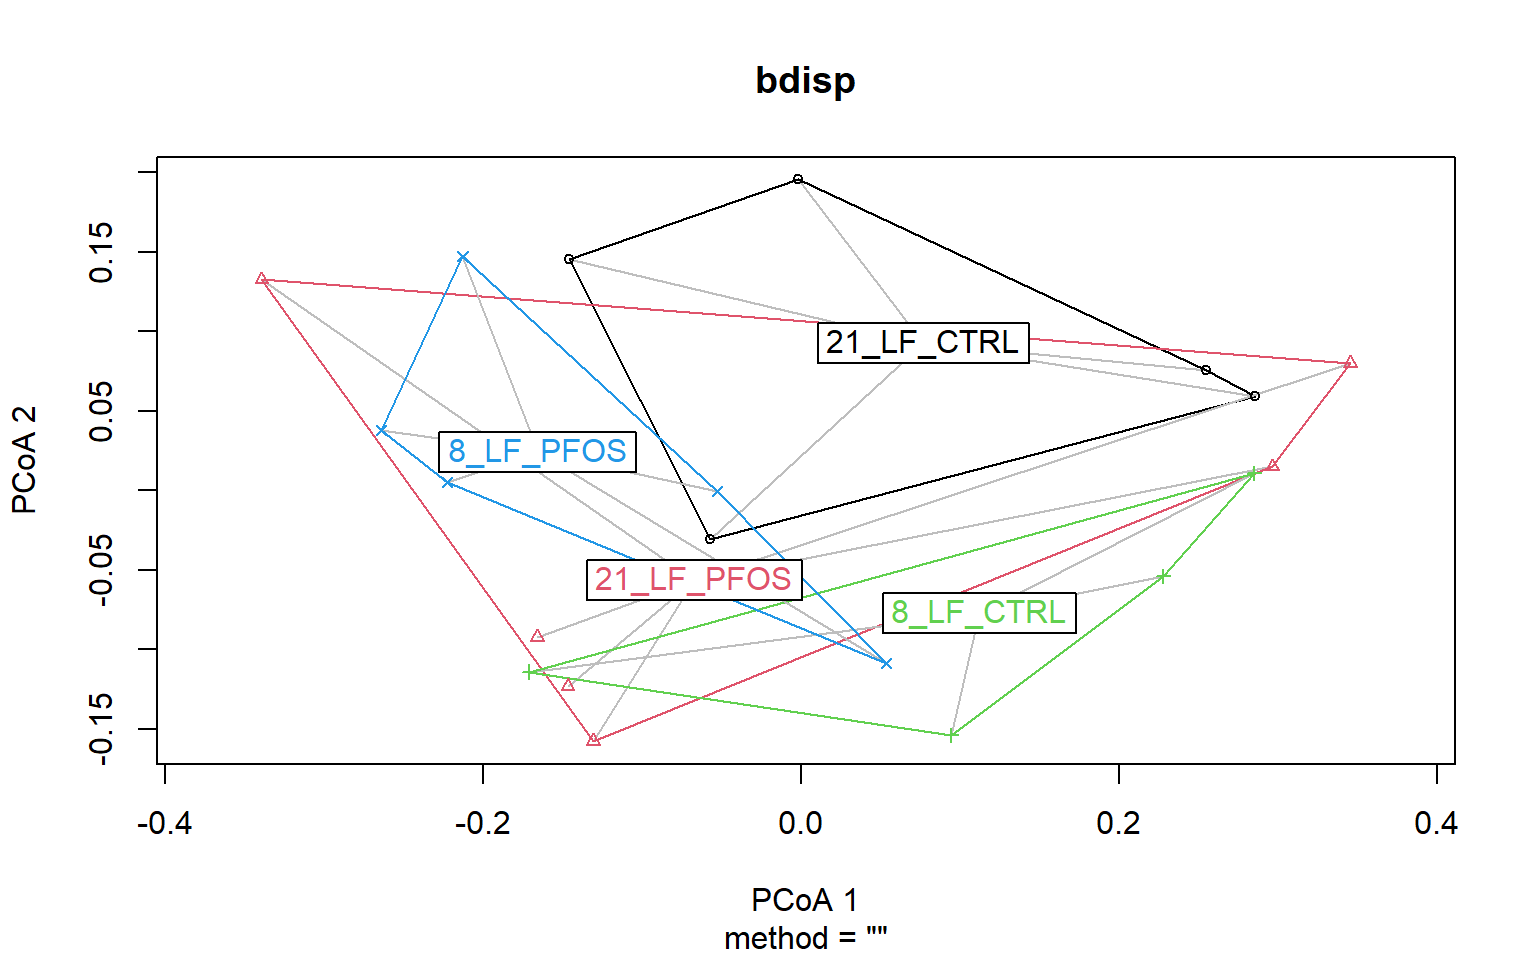 bdisp
PCoA 2
0.15
0.05
-0.05
-0.15
21_LF_CTRL
8_LF_PFOS
21_LF_PFOS
8_LF_CTRL
-0.4 -0.2 0.0 0.2 0.4
PCoA 1
method = ""